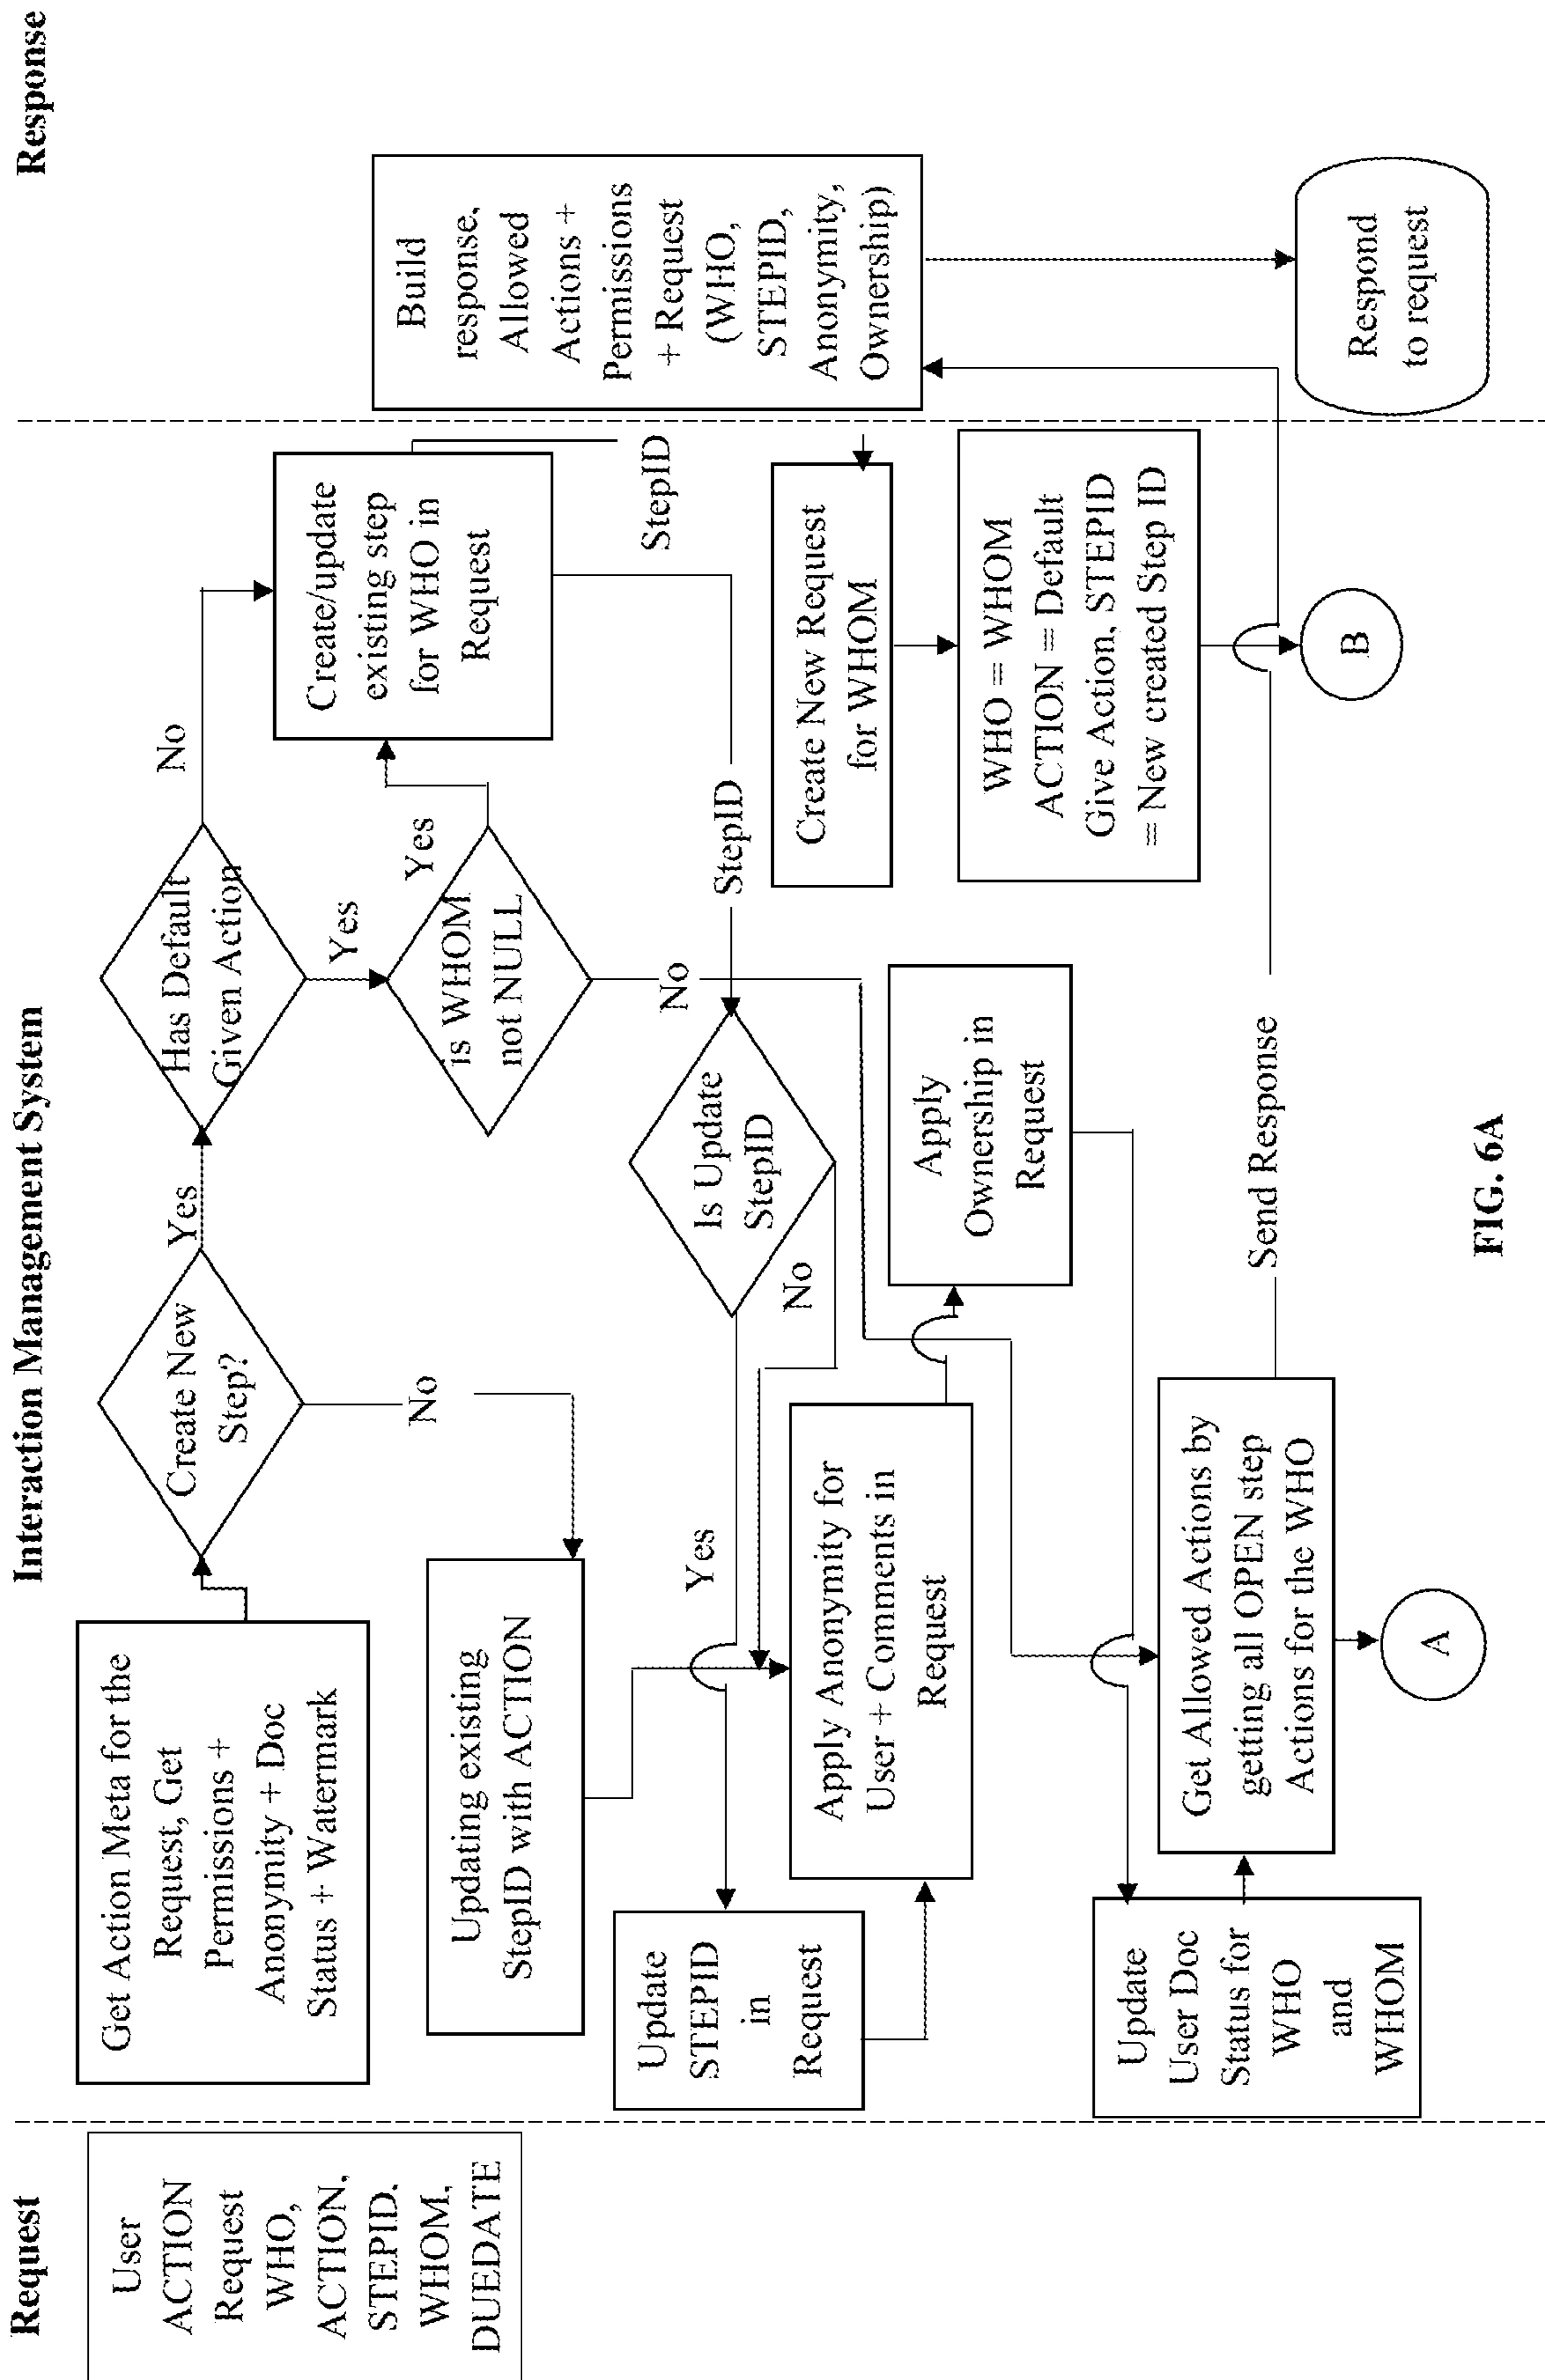 Request
Interaction Management System
Response
User
ACTION
Request
WHO,
ACTION,
STEPID.
WHOM,
DUEDATE
Get Action Meta for the
Request, Get
Permissions +
Anonymity + Doc
Status + Watermark
Create New
Step?
Yes
No
Has Default
Given Action
No
Yes
is WHOM
not NULL
Yes
No
Create/update
existing step
for WHO in
Request
StepID
StepID
Updating existing
StepID with ACTION
Is Update
StepID
Yes
No
Update
STEPID
in
Request
Apply Anonymity for
User + Comments in
Request
Apply
Ownership in
Request
Create New Request
for WHOM
WHO = WHOM
ACTION = Default
Give Action, STEPID
= New created Step ID
Update
User Doc
Status for
WHO
and
WHOM
Get Allowed Actions by
getting all OPEN step
Actions for the WHO
Send Response
A
B
Build
response,
Allowed
Actions +
Permissions
+ Request
(WHO,
STEPID,
Anonymity,
Ownership)
Respond
to request
FIG. 6A